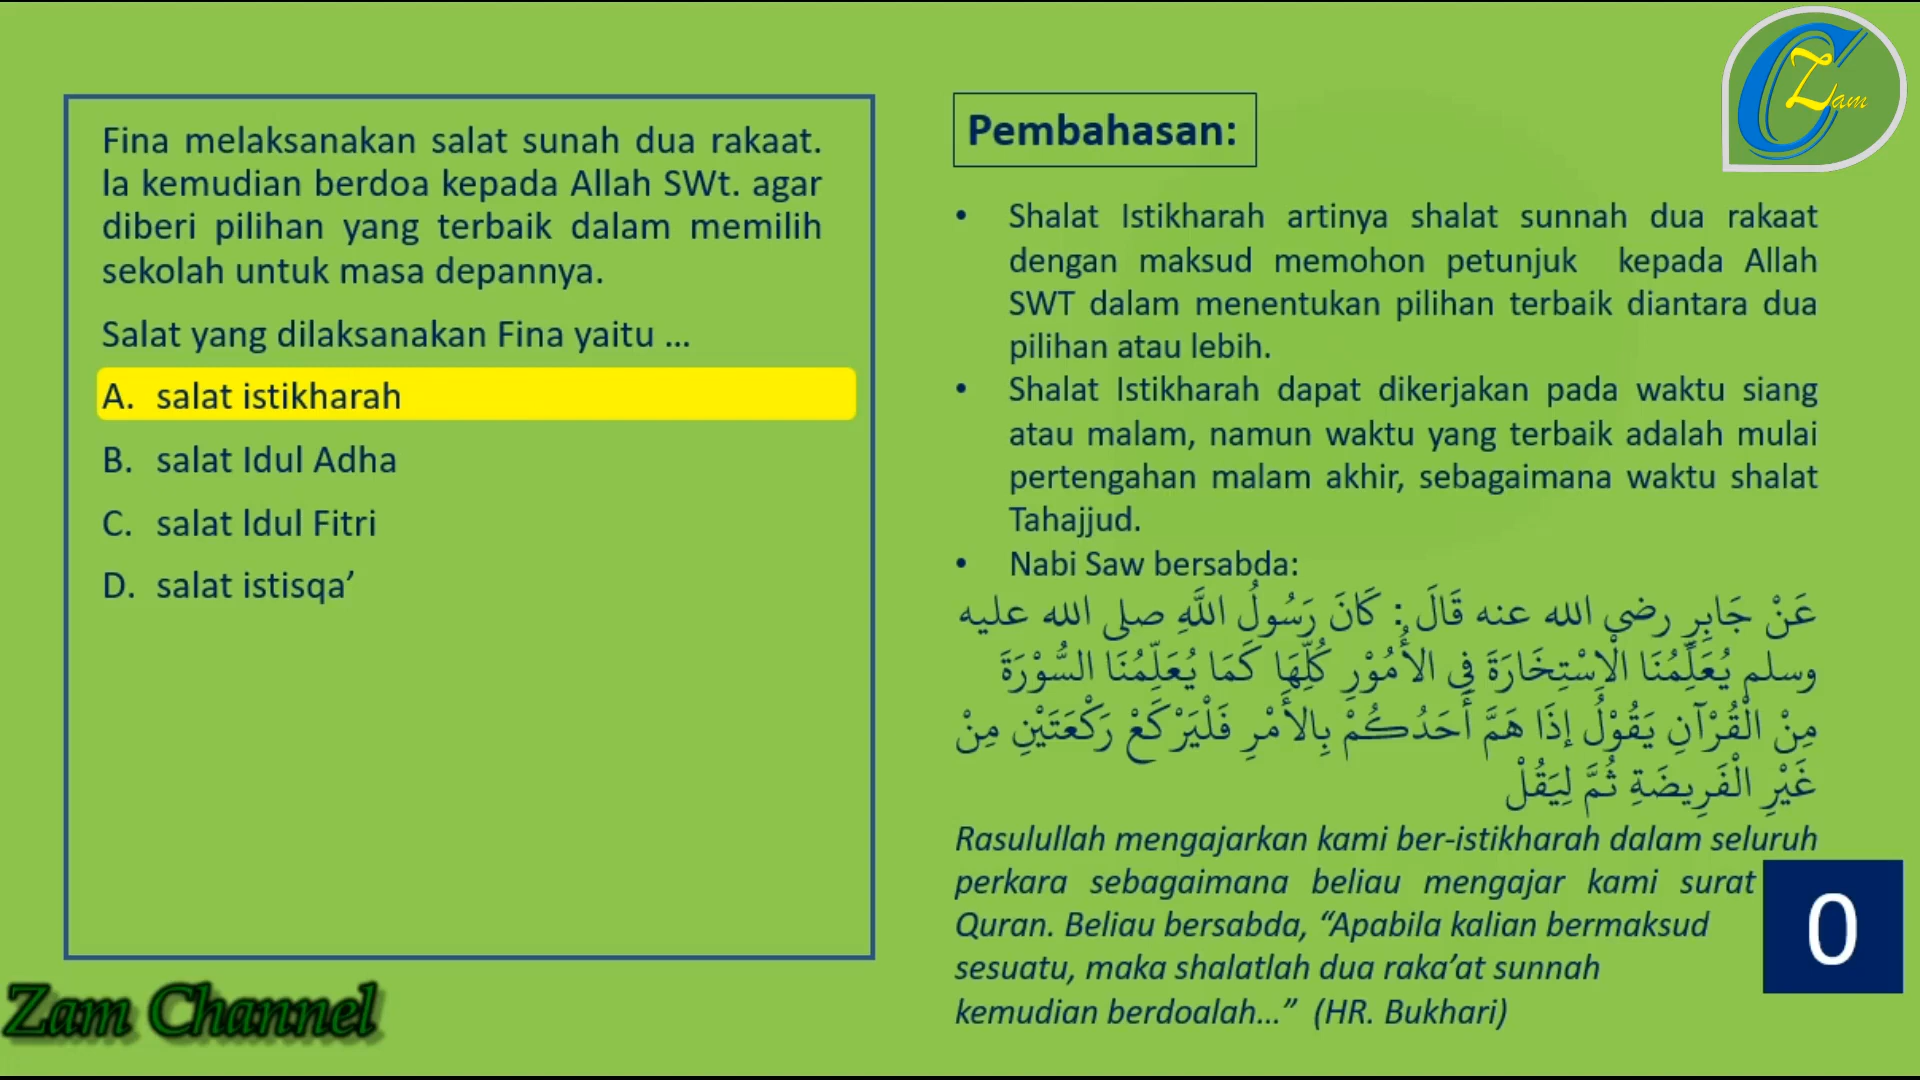 Fina melaksanakan salat sunah dua rakaat.
Ia kemudian berdoa kepada Allah SWt. agar
diberi pilihan yang terbaik dalam memilih
sekolah untuk masa depannya.
Salat yang dilaksanakan Fina yaitu ...
A. salat istikharah
B. salat Idul Adha
C. salat Idul Fitri
D. salat istisqa’
Zam Channel
C Zam
Pembahasan:
• Shalat Istikharah artinya shalat sunnah dua rakaat
dengan maksud memohon petunjuk kepada Allah
SWT dalam menentukan pilihan terbaik diantara dua
pilihan atau lebih.
• Shalat Istikharah dapat dikerjakan pada waktu siang
atau malam, namun waktu yang terbaik adalah mulai
pertengahan malam akhir, sebagaimana waktu shalat
Tahajjud.
• Nabi Saw bersabda:
عَنْ جَابِرٍ رضى الله عنه قَالَ : كَانَ رَسُولُ اللَّهِ صلى الله عليه
وسلم يُعَلِّمُنَا الْاِسْتِخَارَةَ فِي الأُمُوْرِ كُلِّهَا كَمَا يُعَلِّمُنَا السُّوْرَةَ
مِنْ الْقُرْآنِ يَقُوْلُ إِذَا هَمَّ أَحَدُكُمْ بِالأَمْرِ فَلْيَرْكَعْ رَكْعَتَيْنِ مِنْ
غَيْرِ الْفَرِيضَةِ ثُمَّ لِيَقُلْ
Rasulullah mengajarkan kami ber-istikharah dalam seluruh
perkara sebagaimana beliau mengajar kami surat
Quran. Beliau bersabda, “Apabila kalian bermaksud
sesuatu, maka shalatlah dua raka’at sunnah
kemudian berdoalah...” (HR. Bukhari)
0